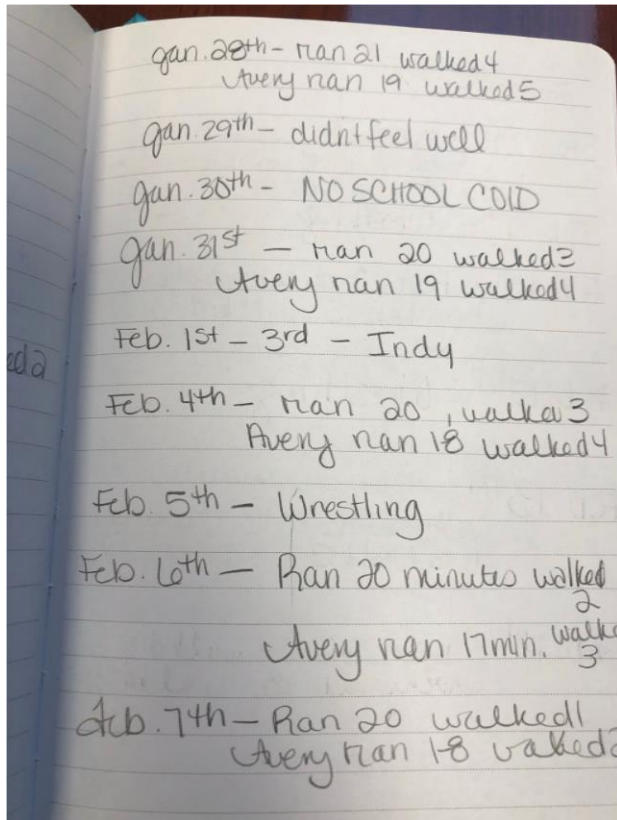 Jan. 28th - ran 21 walked 4
Avery ran 19 walked 5
Jan. 29th - didn't feel well
Jan. 30th - NO SCHOOL COLD
Jan. 31st - ran 20 walked 3
Avery ran 19 walked 4
Feb. 1st - 3rd - Indy
Feb. 4th - ran 20, walked 3
Avery ran 18 walked 4
Feb. 5th - Wrestling
Feb. 6th - Ran 20 minutes walked
2
Avery ran 17 min.
3
Feb. 7th - Ran 20 walked 1
Avery ran 18 walked